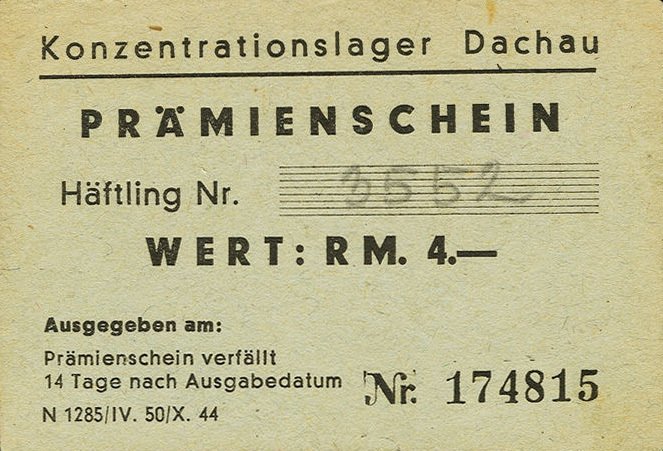 Konzentrationslager Dachau
PRÄMIENSCHEIN
Häftling Nr. 3552
WERT: RM. 4.—
Ausgegeben am:
Prämienschein verfällt
14 Tage nach Ausgabedatum
N 1285/IV. 50/X. 44
Nr. 174815